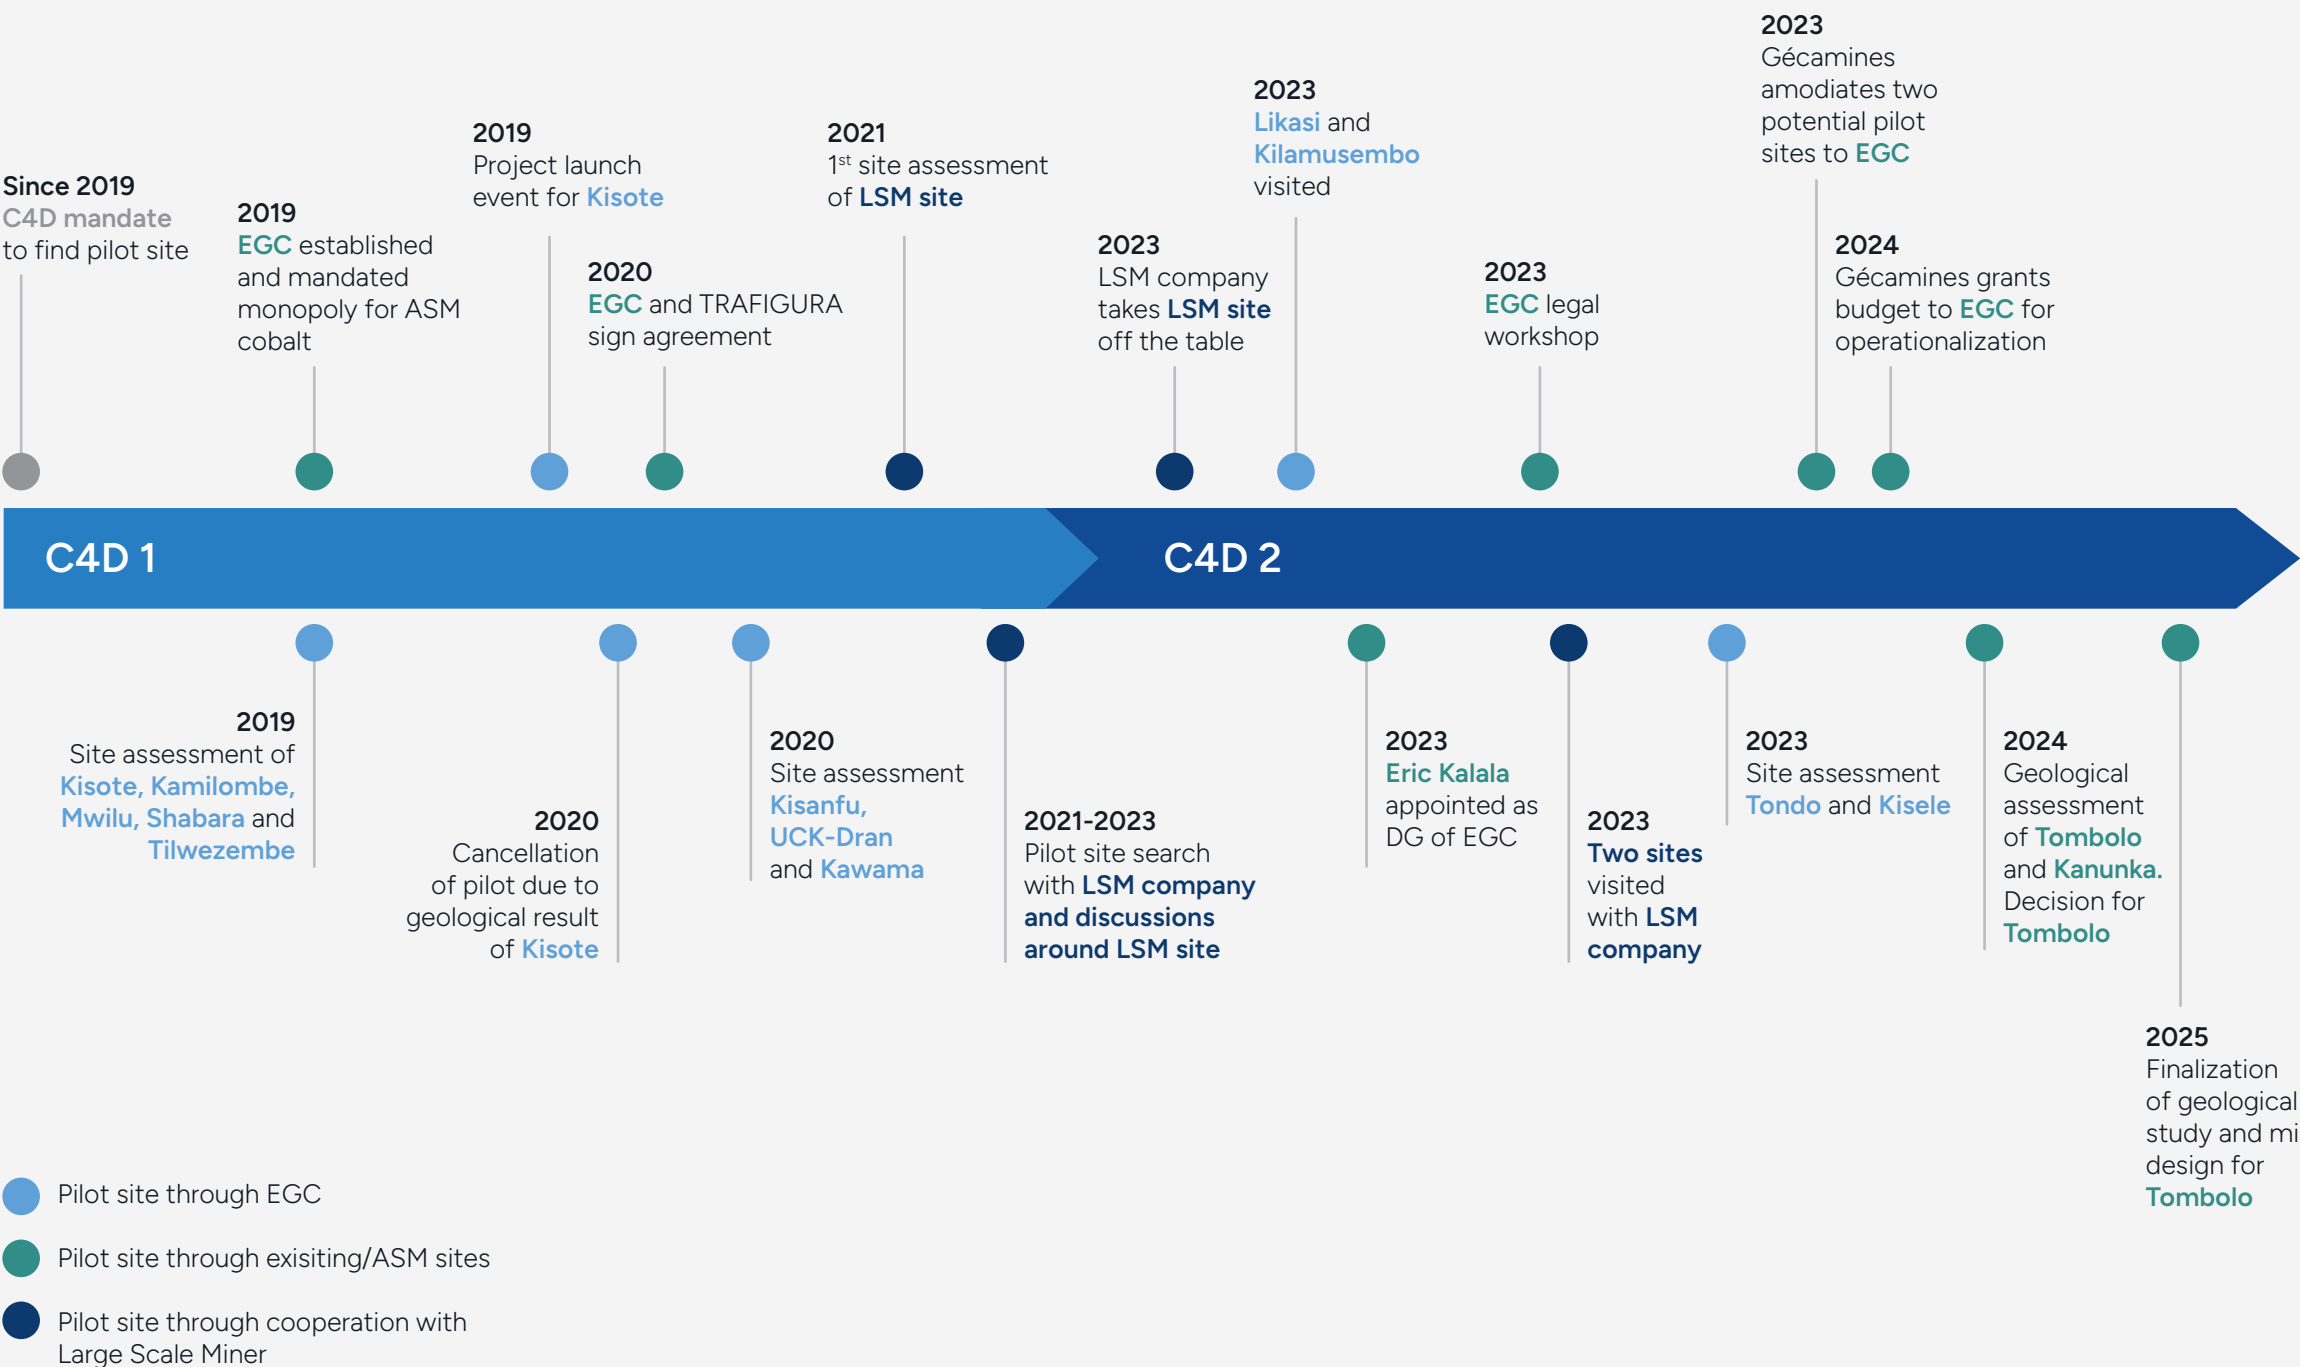 Since 2019
C4D mandate
to find pilot site
2019
EGC established
and mandated
monopoly for ASM
cobalt
2019
Project launch
event for Kisote
2020
EGC and TRAFIGURA
sign agreement
2021
1st site assessment
of LSM site
2023
LSM company
takes LSM site
off the table
2023
Likasi and
Kilamusembo
visited
2023
EGC legal
workshop
2023
Gécamines
amodiates two
potential pilot
sites to EGC
2024
Gécamines grants
budget to EGC for
operationalization
C4D 1
C4D 2
2019
Site assessment of
Kisote, Kamilombe,
Mwilu, Shabara and
Tilwezembe
2020
Cancellation
of pilot due to
geological result
of Kisote
2020
Site assessment
Kisanfu,
UCK-Dran
and Kawama
2021-2023
Pilot site search
with LSM company
and discussions
around LSM site
2023
Eric Kalala
appointed as
DG of EGC
2023
Two sites
visited
with LSM
company
2023
Site assessment
Tondo and Kisele
2024
Geological
assessment
of Tombolo
and Kanunka.
Decision for
Tombolo
2025
Finalization
of geological
study and mi
design for
Tombolo
Pilot site through EGC
Pilot site through exisiting/ASM sites
Pilot site through cooperation with
Large Scale Miner